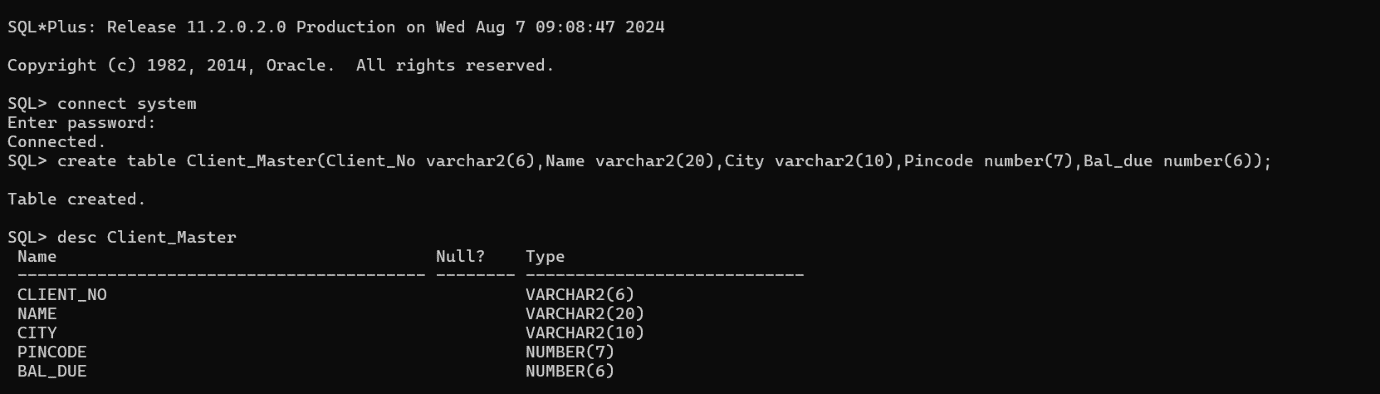 SQL*Plus: Release 11.2.0.2.0 Production on Wed Aug 7 09:08:47 2024
Copyright (c) 1982, 2014, Oracle.  All rights reserved.
SQL> connect system
Enter password:
Connected.
SQL> create table Client_Master(Client_No varchar2(6),Name varchar2(20),City varchar2(10),Pincode number(7),Bal_due number(6));
Table created.
SQL> desc Client_Master
 Name                                      Null?    Type
 ----------------------------------------- -------- ----------------------------
 CLIENT_NO                                          VARCHAR2(6)
 NAME                                               VARCHAR2(20)
 CITY                                               VARCHAR2(10)
 PINCODE                                            NUMBER(7)
 BAL_DUE                                            NUMBER(6)